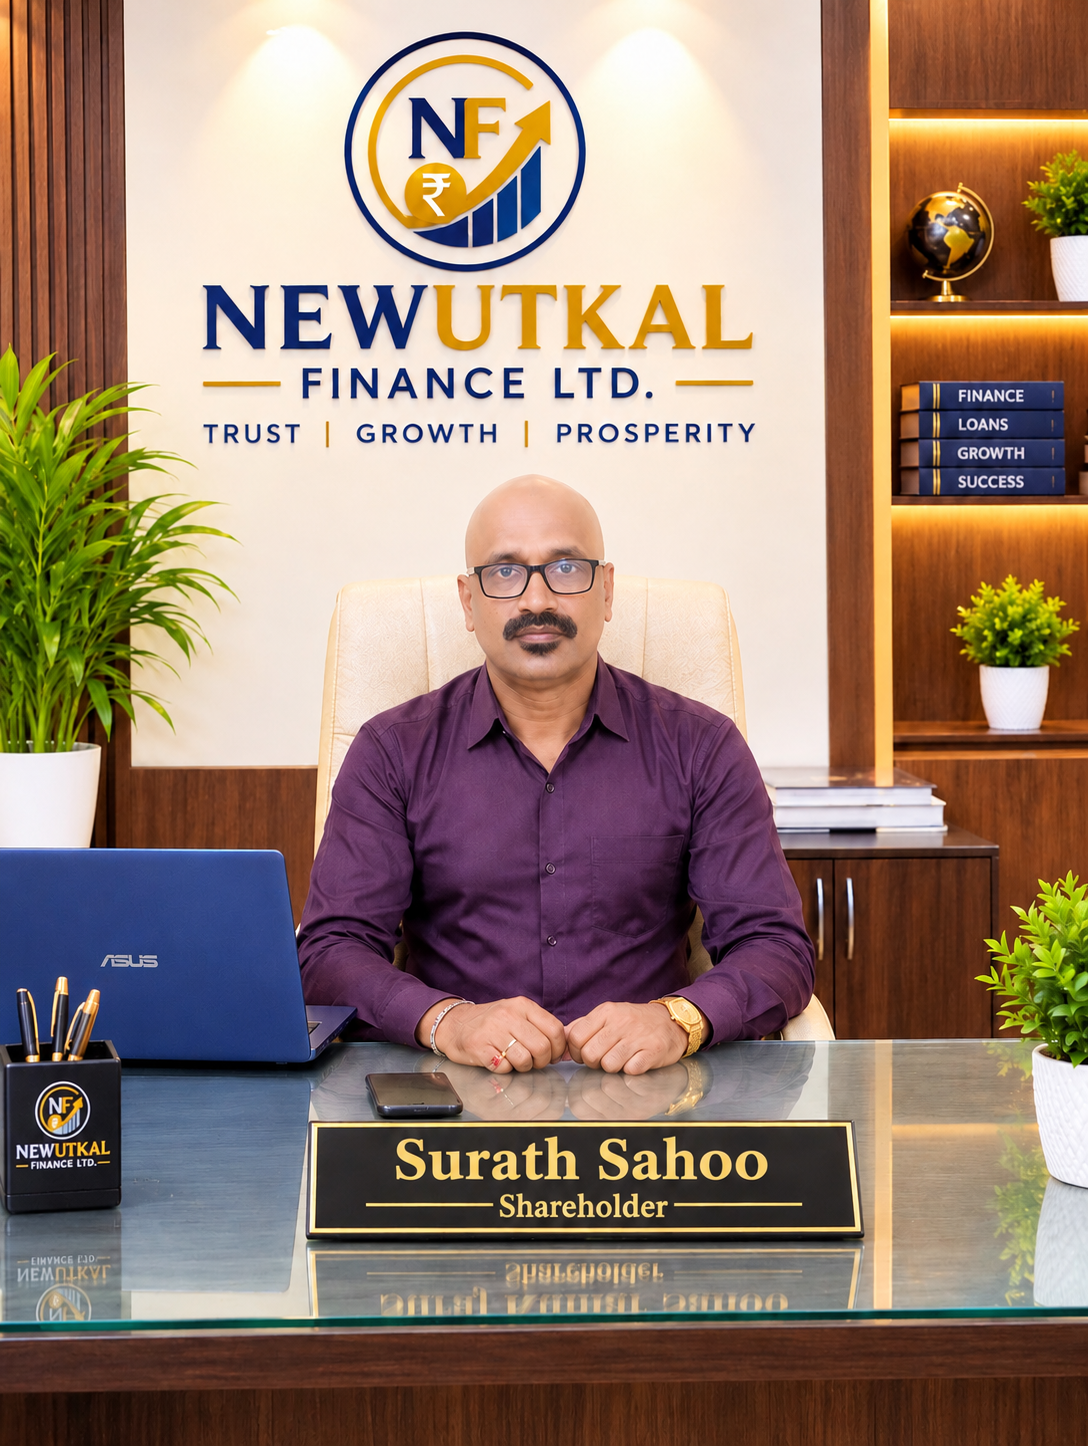 NF
₹
NEWUTKAL
FINANCE LTD.
TRUST | GROWTH | PROSPERITY
FINANCE
LOANS
GROWTH
SUCCESS
ASUS
NF
NEWUTKAL
FINANCE LTD.
Surath Sahoo
Shareholder